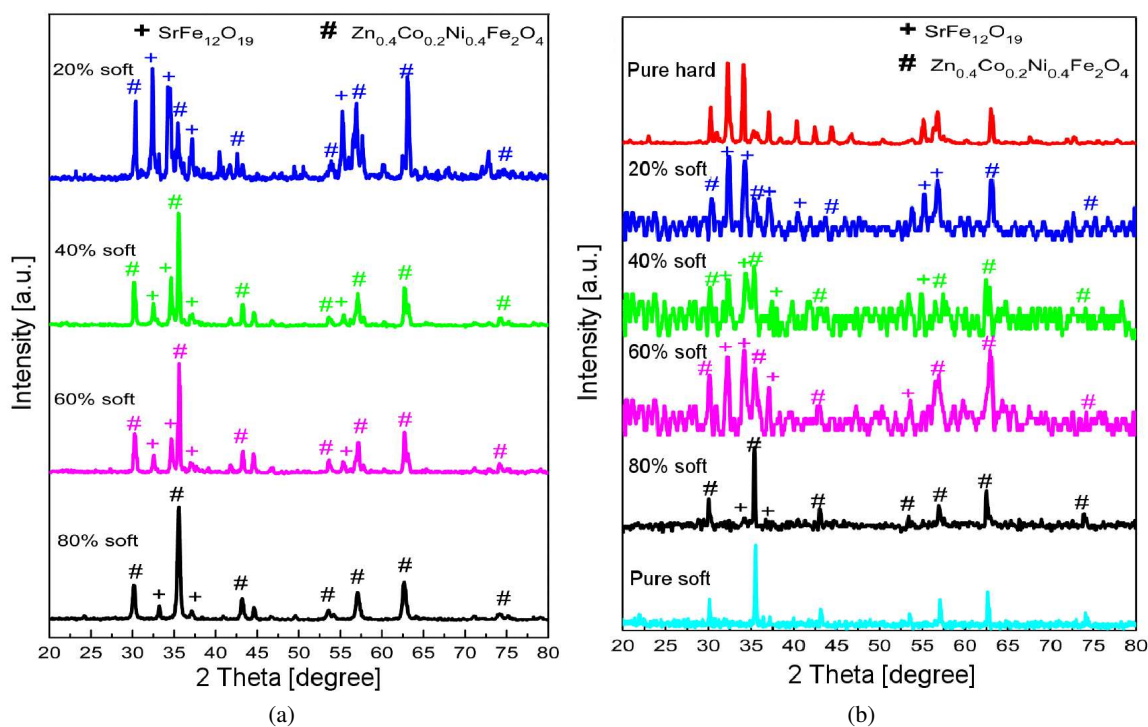 (a)
+ SrFe12O19 # Zn0.4Co0.2Ni0.4Fe2O4
20% soft
40% soft
60% soft
80% soft
Intensity [a.u.]
20 25 30 35 40 45 50 55 60 65 70 75 80
2 Theta [degree]
(a)
(b)
+ SrFe12O19
# Zn0.4Co0.2Ni0.4Fe2O4
Pure hard
20% soft
40% soft
60% soft
80% soft
Pure soft
Intensity [a.u.]
20 25 30 35 40 45 50 55 60 65 70 75 80
2 Theta [degree]
(b)